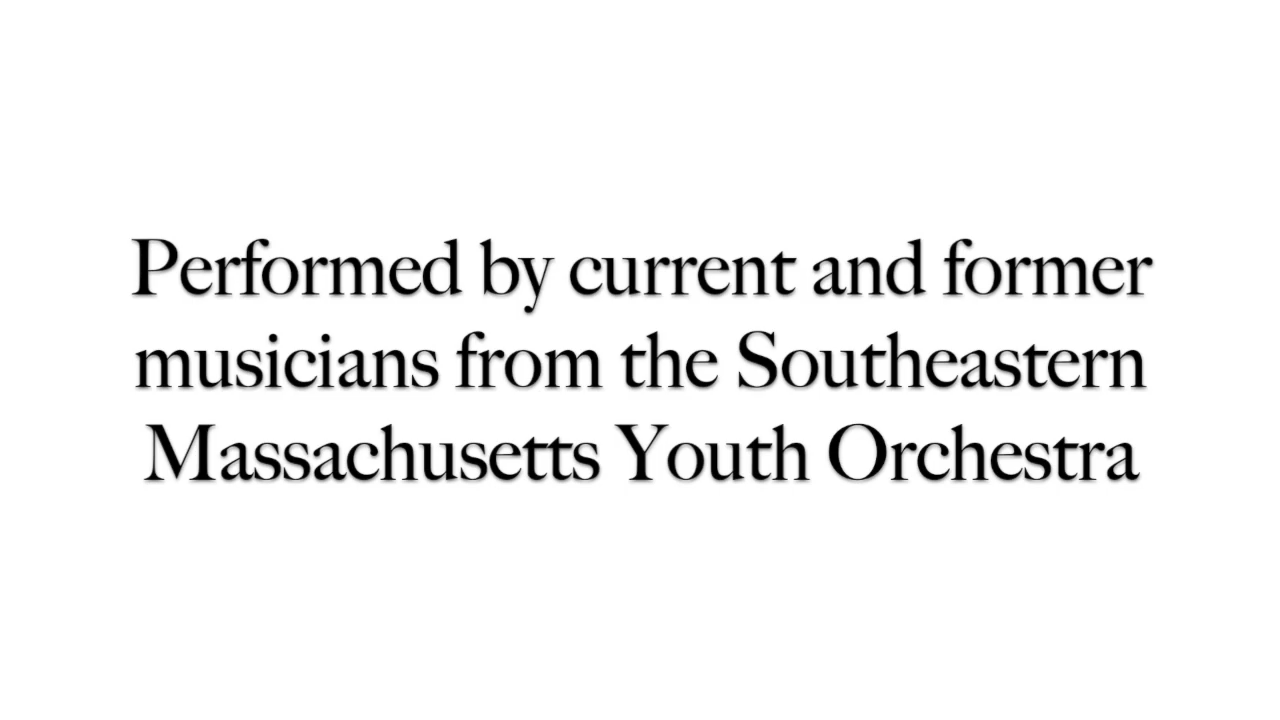 Performed by current and former
musicians from the Southeastern
Massachusetts Youth Orchestra